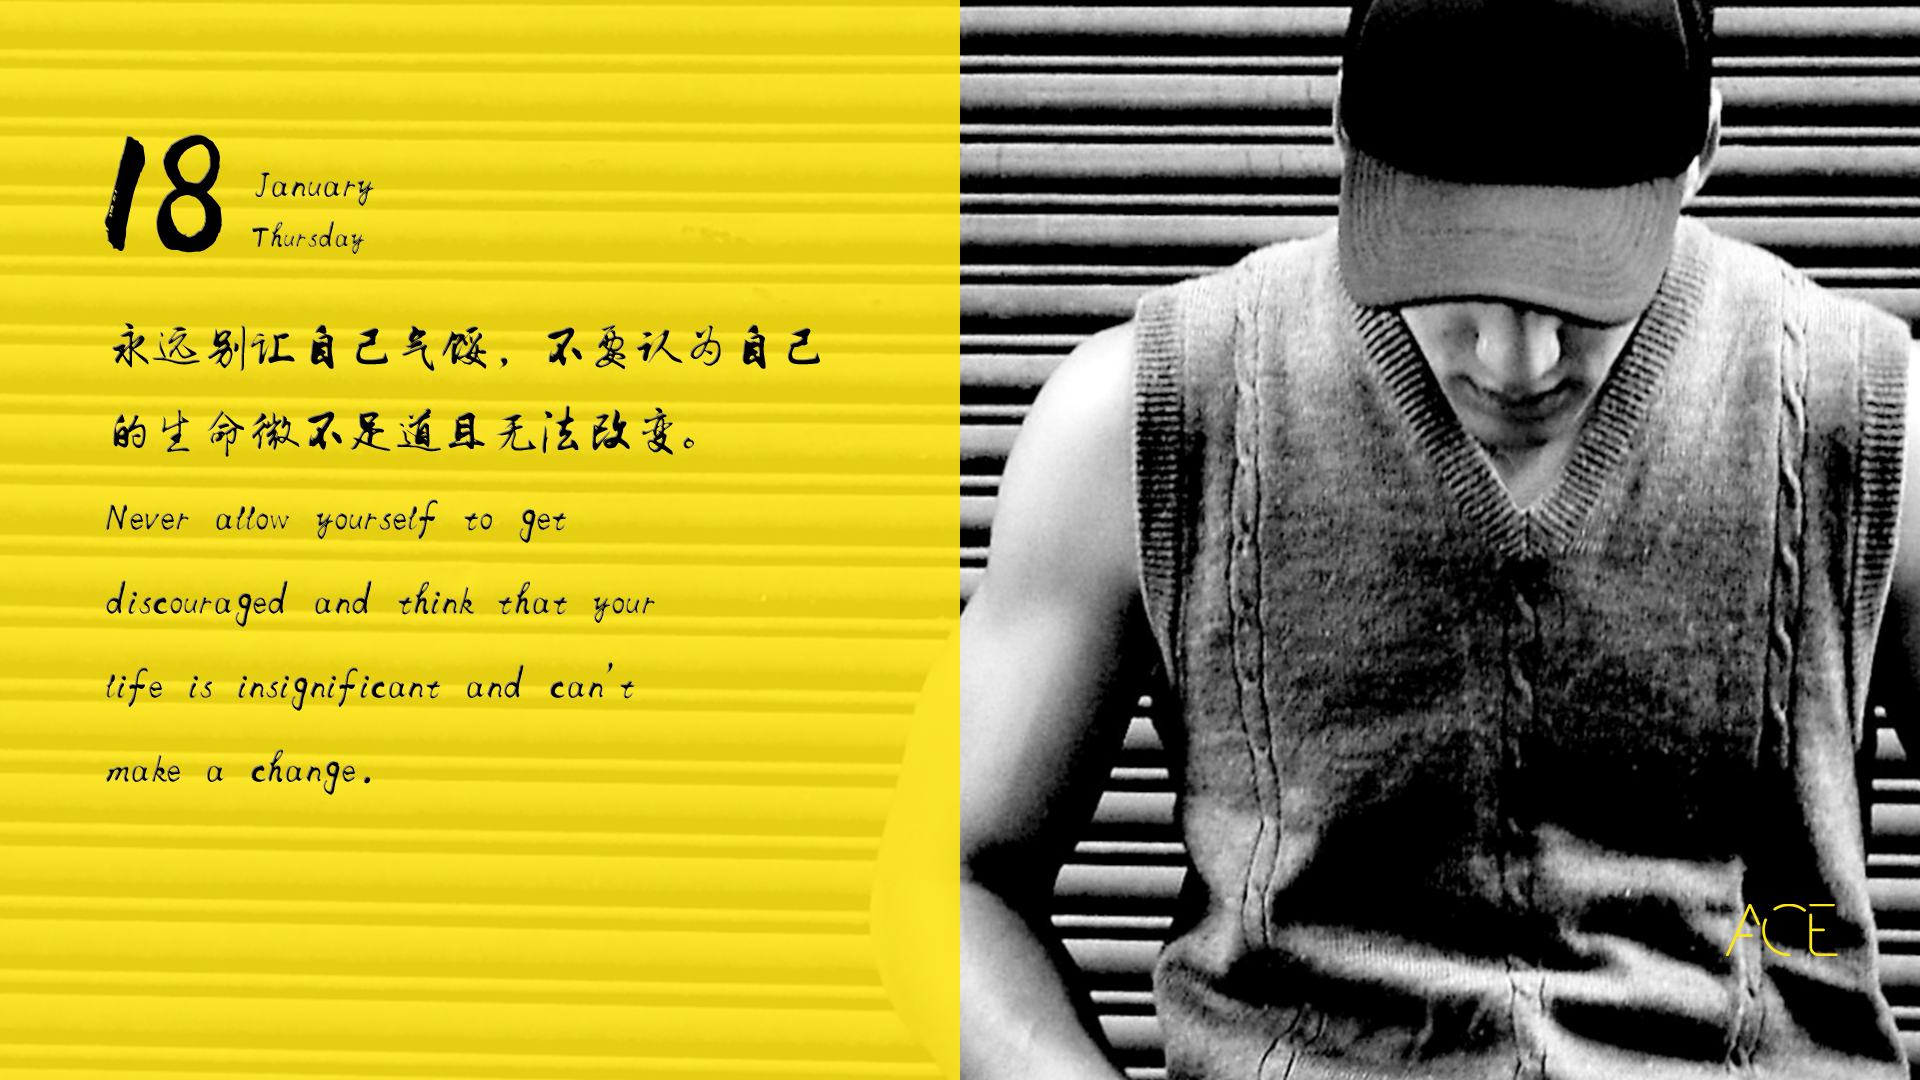 18
January
Thursday
永远别让自己气馁，不要认为自己
的生命微不足道且无法改变。
Never allow yourself to get
discouraged and think that your
life is insignificant and can't
make a change.
ACE